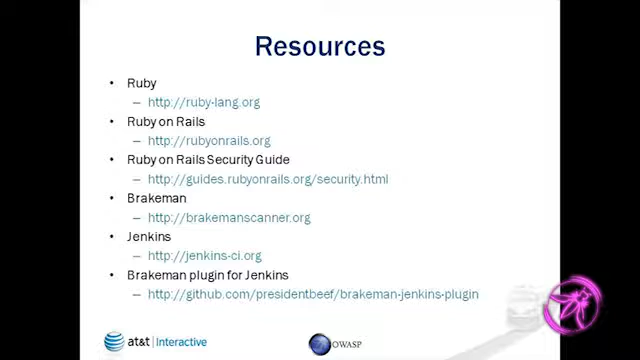 Resources
• Ruby
– http://ruby-lang.org
• Ruby on Rails
– http://rubyonrails.org
• Ruby on Rails Security Guide
– http://guides.rubyonrails.org/security.html
• Brakeman
– http://brakemanscanner.org
• Jenkins
– http://jenkins-ci.org
• Brakeman plugin for Jenkins
– http://github.com/presidentbeef/brakeman-jenkins-plugin
at&t | Interactive
OWASP